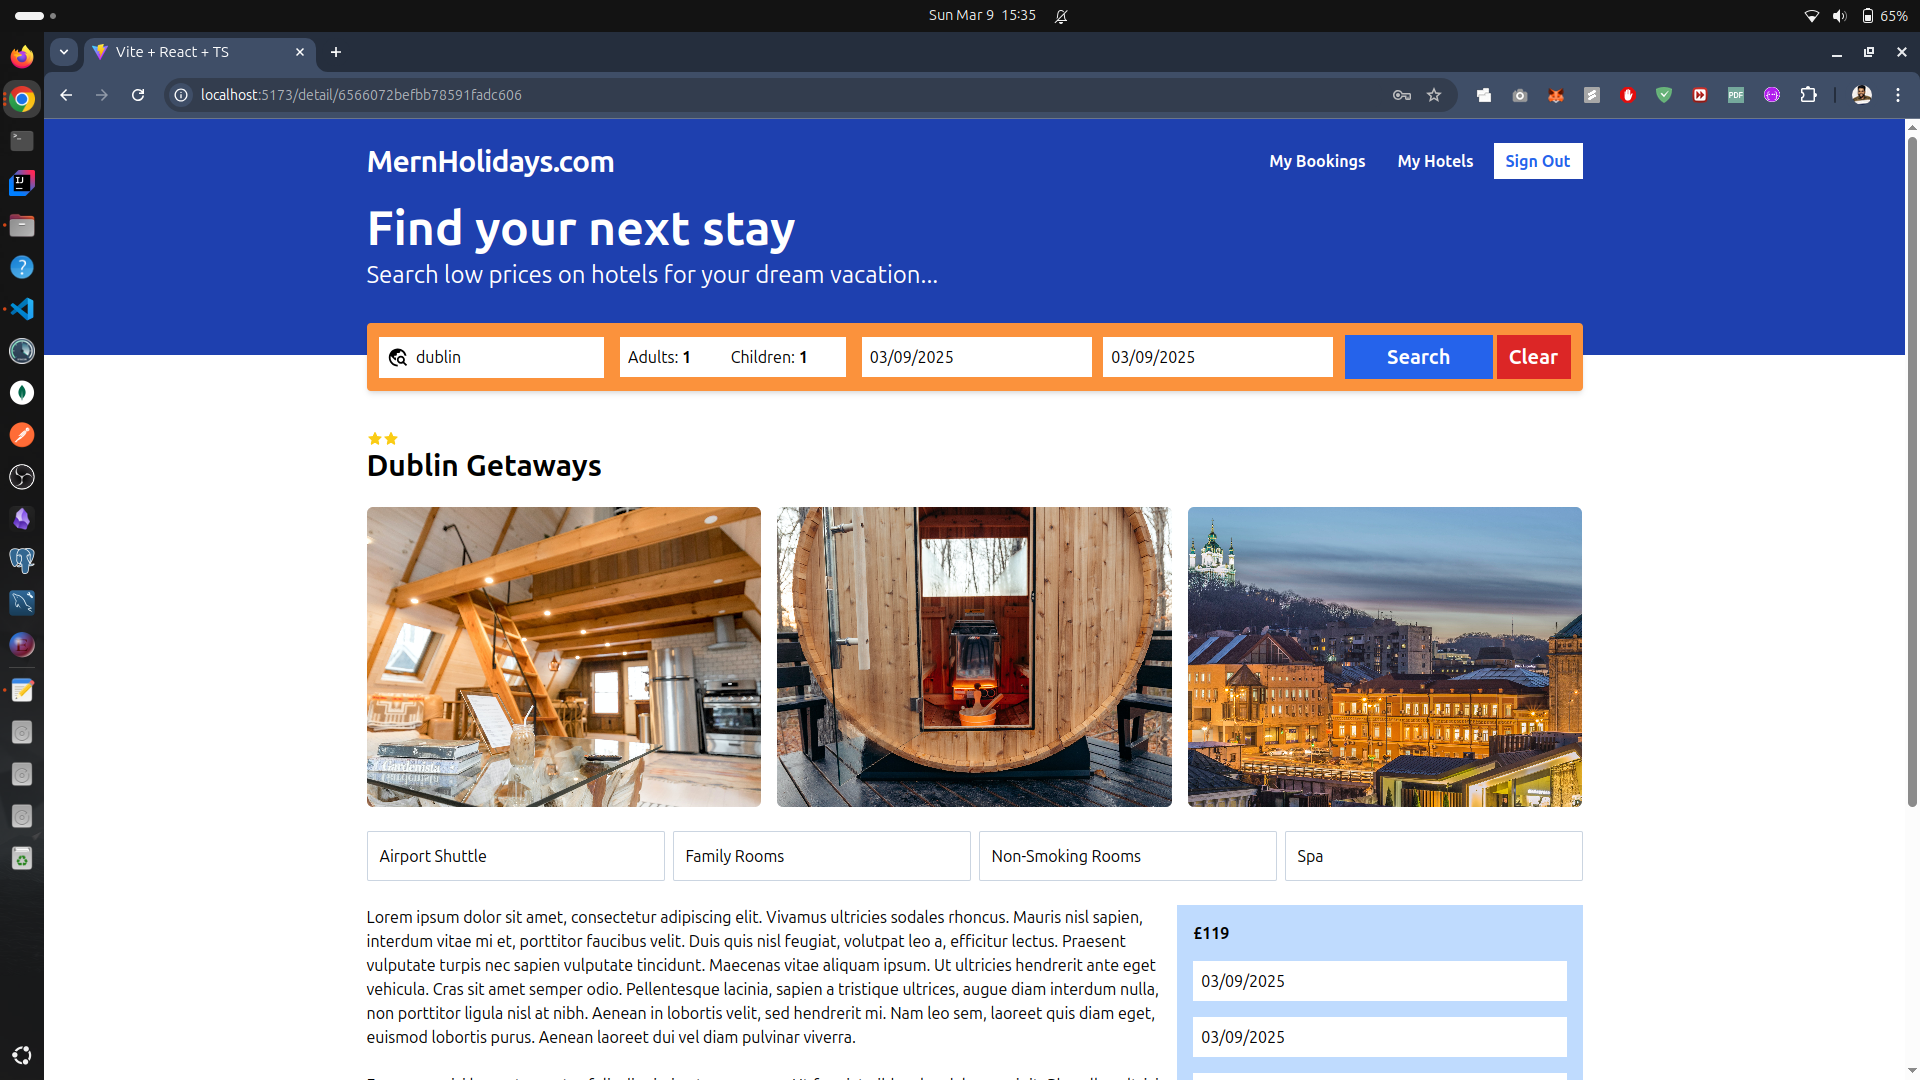 Sun Mar 9 15:35
65%
Vite + React + TS
localhost:5173/detail/6566072befbb78591fadc606
PDF
MernHolidays.com
My Bookings
My Hotels
Sign Out
Find your next stay
Search low prices on hotels for your dream vacation...
dublin
Adults: 1
Children: 1
03/09/2025
03/09/2025
Search
Clear
Dublin Getaways
Airport Shuttle
Family Rooms
Non-Smoking Rooms
Spa
Lorem ipsum dolor sit amet, consectetur adipiscing elit. Vivamus ultricies sodales rhoncus. Mauris nisl sapien,
interdum vitae mi et, porttitor faucibus velit. Duis quis nisl feugiat, volutpat leo a, efficitur lectus. Praesent
vulputate turpis nec sapien vulputate tincidunt. Maecenas vitae aliquam ipsum. Ut ultricies hendrerit ante eget
vehicula. Cras sit amet semper odio. Pellentesque lacinia, sapien a tristique ultrices, augue diam interdum nulla,
non porttitor ligula nisl at nibh. Aenean in lobortis velit, sed hendrerit mi. Nam leo sem, laoreet quis diam eget,
euismod lobortis purus. Aenean laoreet dui vel diam pulvinar viverra.
£119
03/09/2025
03/09/2025